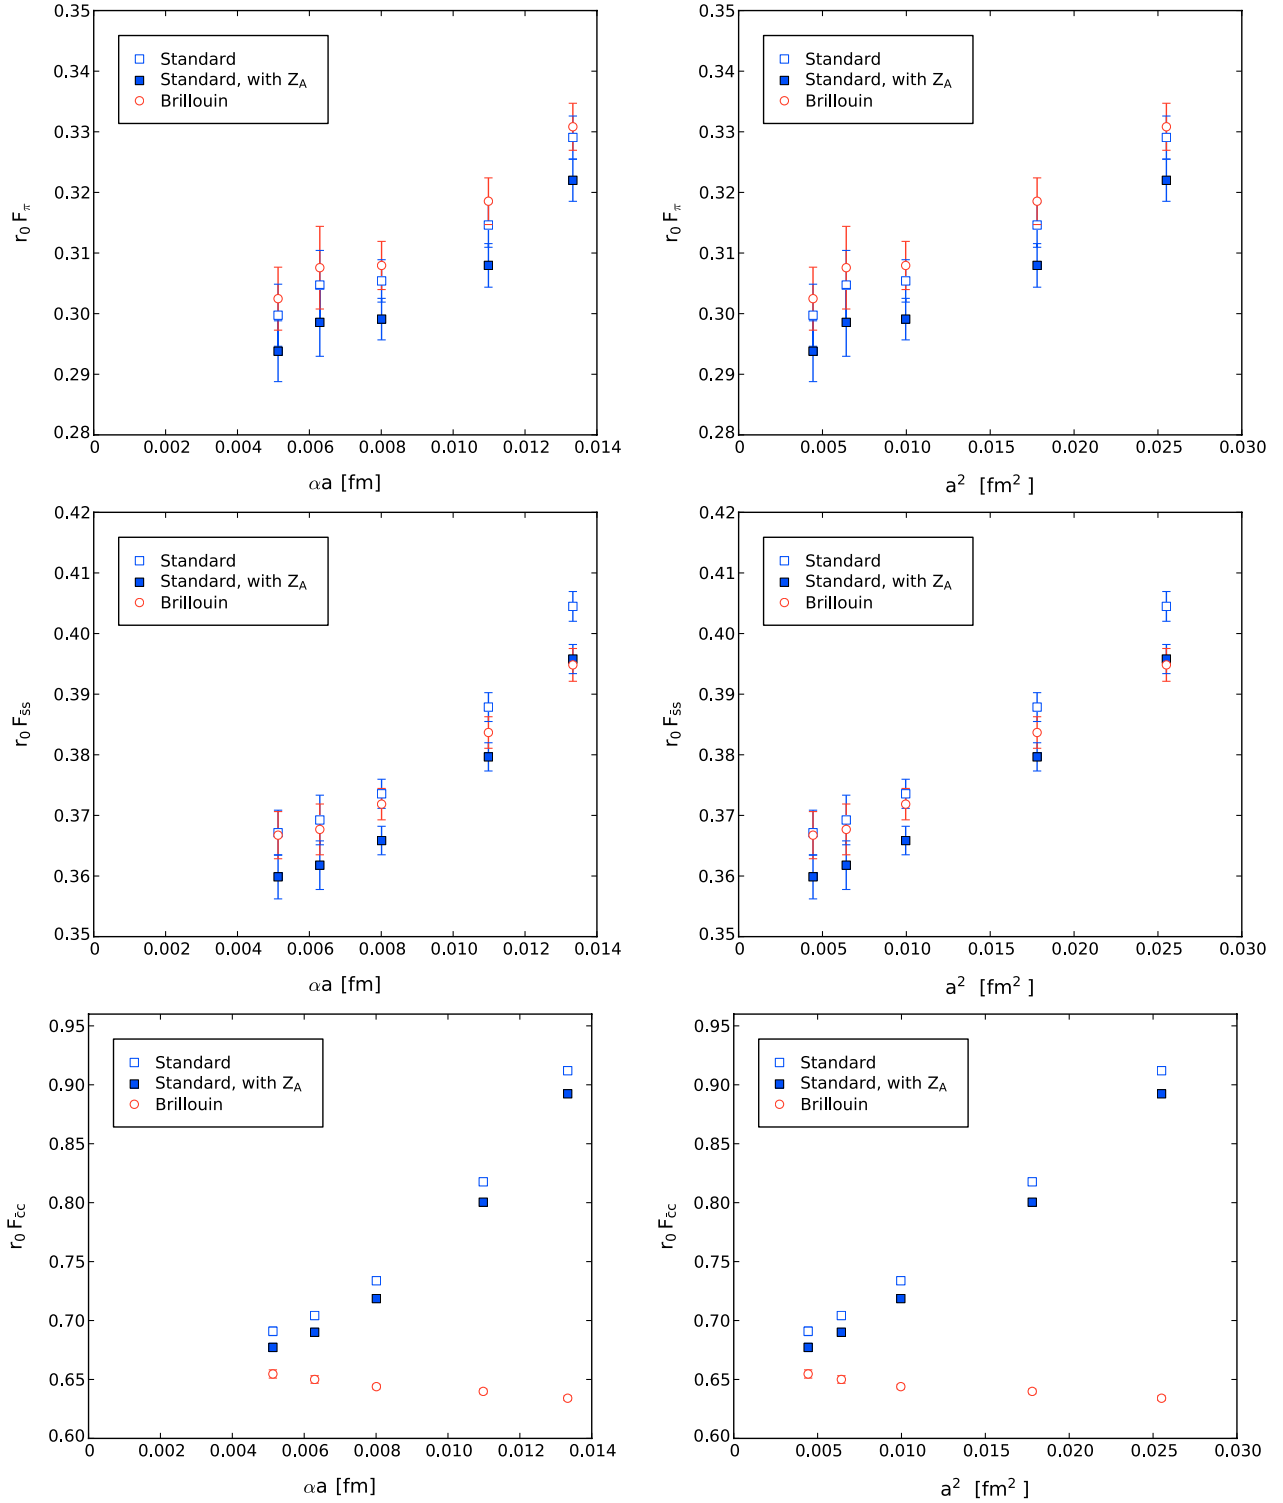 0.35
0.34
0.33
0.32
0.31
0.30
0.29
0.28
r0 Fπ
Standard
Standard, with ZA
Brillouin
0 0.002 0.004 0.006 0.008 0.010 0.012 0.014
αa [fm]
0.35
0.34
0.33
0.32
0.31
0.30
0.29
0.28
r0 Fπ
Standard
Standard, with ZA
Brillouin
0 0.005 0.010 0.015 0.020 0.025 0.030
a² [fm²]
0.42
0.41
0.40
0.39
0.38
0.37
0.36
0.35
r0 Fs̄s
Standard
Standard, with ZA
Brillouin
0 0.002 0.004 0.006 0.008 0.010 0.012 0.014
αa [fm]
0.42
0.41
0.40
0.39
0.38
0.37
0.36
0.35
r0 Fs̄s
Standard
Standard, with ZA
Brillouin
0 0.005 0.010 0.015 0.020 0.025 0.030
a² [fm²]
0.95
0.90
0.85
0.80
0.75
0.70
0.65
0.60
r0 Fc̄c
Standard
Standard, with ZA
Brillouin
0 0.002 0.004 0.006 0.008 0.010 0.012 0.014
αa [fm]
0.95
0.90
0.85
0.80
0.75
0.70
0.65
0.60
r0 Fc̄c
Standard
Standard, with ZA
Brillouin
0 0.005 0.010 0.015 0.020 0.025 0.030
a² [fm²]